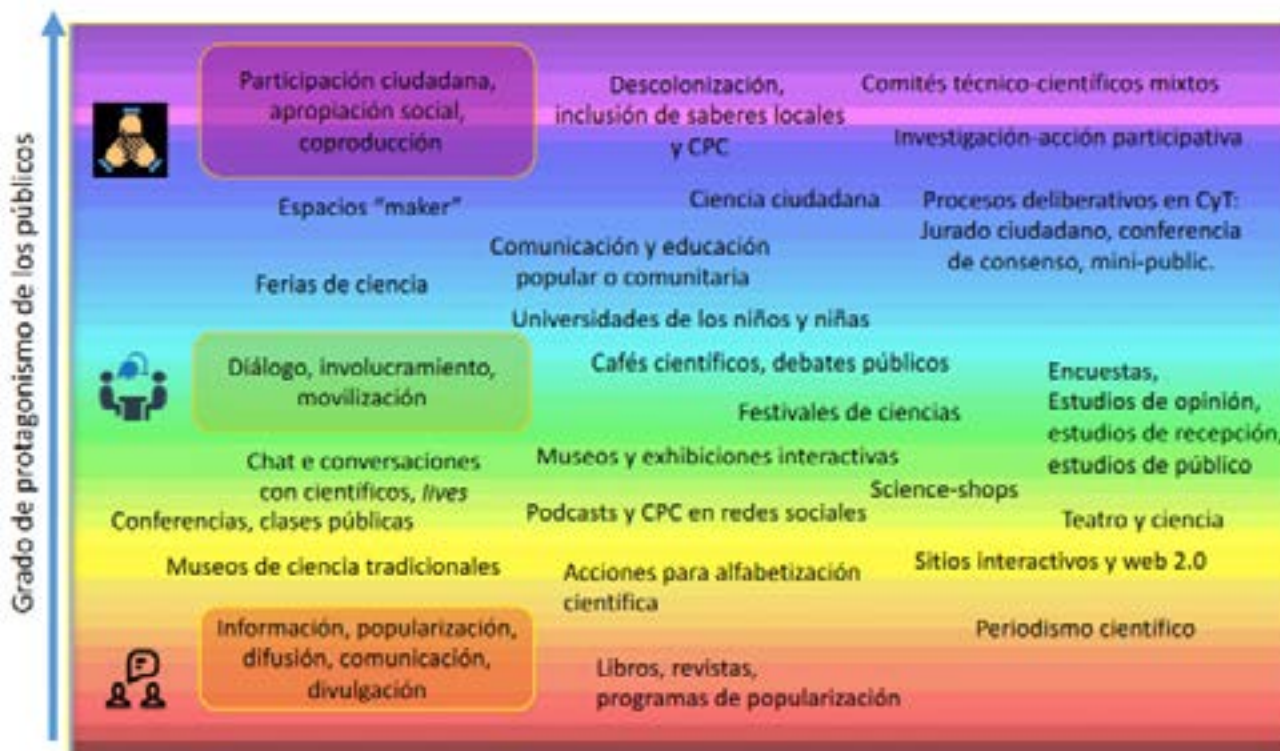 Grado de protagonismo de los públicos
Participación ciudadana,
apropiación social,
coproducción
Descolonización,
inclusión de saberes locales
y CPC
Comités técnico-científicos mixtos
Investigación-acción participativa
Espacios "maker"
Ciencia ciudadana
Procesos deliberativos en CyT:
Jurado ciudadano, conferencia
de consenso, mini-public.
Comunicación y educación
popular o comunitaria
Ferias de ciencia
Universidades de los niños y niñas
Diálogo, involucramiento,
movilización
Cafés científicos, debates públicos
Encuestas,
Estudios de opinión,
estudios de recepción,
estudios de público
Festivales de ciencias
Chat e conversaciones
con científicos, lives
Museos y exhibiciones interactivas
Science-shops
Conferencias, clases públicas
Podcasts y CPC en redes sociales
Teatro y ciencia
Museos de ciencia tradicionales
Acciones para alfabetización
científica
Sitios interactivos y web 2.0
Información, popularización,
difusión, comunicación,
divulgación
Periodismo científico
Libros, revistas,
programas de popularización